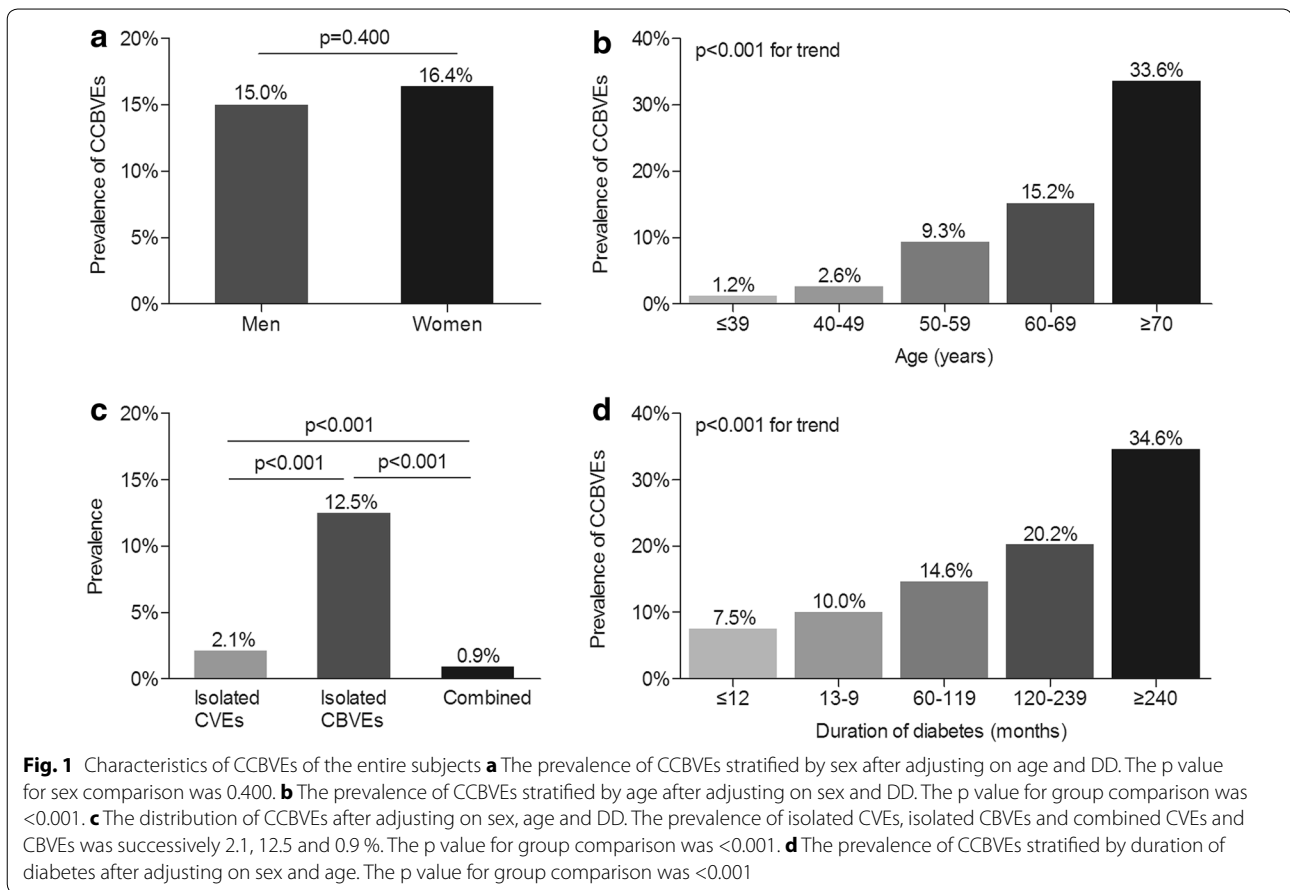 a
20%
15%
10%
5%
0%
Prevalence of CCBVEs
p=0.400
15.0%
16.4%
Men
Women
b
40%
30%
20%
10%
0%
Prevalence of CCBVEs
p<0.001 for trend
1.2%
2.6%
9.3%
15.2%
33.6%
≤39
40-49
50-59
60-69
≥70
Age (years)
c
20%
15%
10%
5%
0%
Prevalence
p<0.001
p<0.001
p<0.001
2.1%
12.5%
0.9%
Isolated
CVEs
Isolated
CBVEs
Combined
d
40%
30%
20%
10%
0%
Prevalence of CCBVEs
p<0.001 for trend
7.5%
10.0%
14.6%
20.2%
34.6%
≤12
13-9
60-119
120-239
≥240
Duration of diabetes (months)
Fig. 1 Characteristics of CCBVEs of the entire subjects a The prevalence of CCBVEs stratified by sex after adjusting on age and DD. The p value
for sex comparison was 0.400. b The prevalence of CCBVEs stratified by age after adjusting on sex and DD. The p value for group comparison was
<0.001. c The distribution of CCBVEs after adjusting on sex, age and DD. The prevalence of isolated CVEs, isolated CBVEs and combined CVEs and
CBVEs was successively 2.1, 12.5 and 0.9 %. The p value for group comparison was <0.001. d The prevalence of CCBVEs stratified by duration of
diabetes after adjusting on sex and age. The p value for group comparison was <0.001